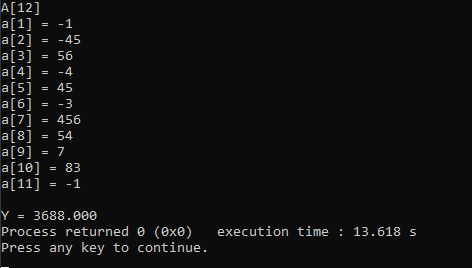 A[12]
a[1] = -1
a[2] = -45
a[3] = 56
a[4] = -4
a[5] = 45
a[6] = -3
a[7] = 456
a[8] = 54
a[9] = 7
a[10] = 83
a[11] = -1
Y = 3688.000
Process returned 0 (0x0)   execution time : 13.618 s
Press any key to continue.